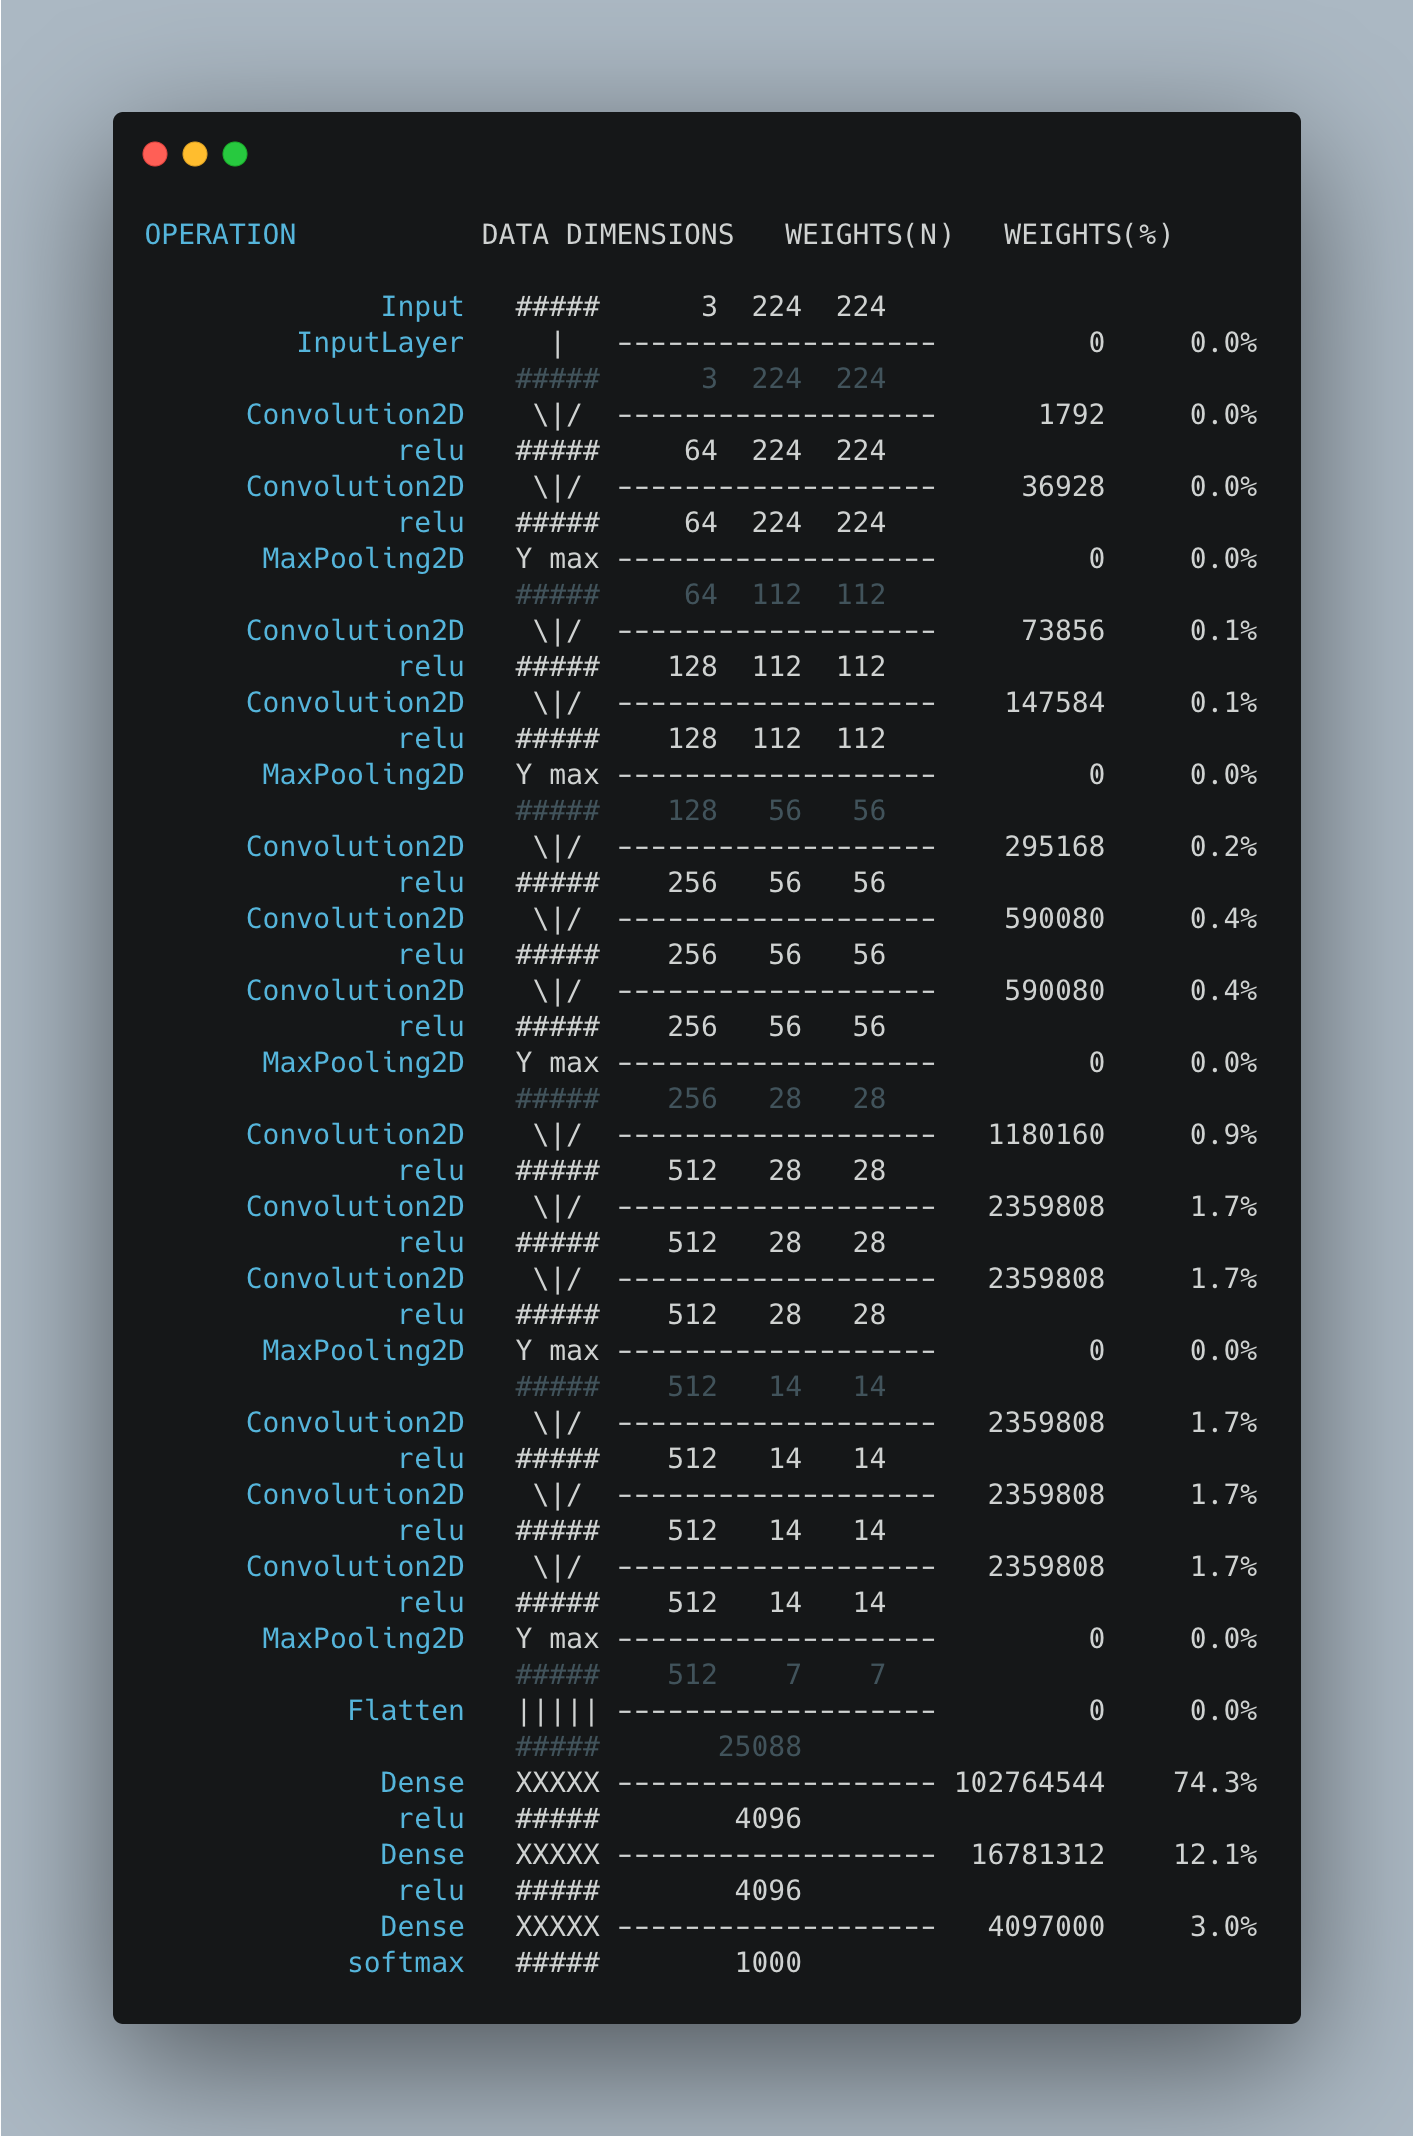 OPERATION           DATA DIMENSIONS   WEIGHTS(N)   WEIGHTS(%)
              Input   #####      3  224  224
         InputLayer     |   -------------------         0     0.0%
                      #####      3  224  224
      Convolution2D    \|/  -------------------      1792     0.0%
               relu   #####     64  224  224
      Convolution2D    \|/  -------------------     36928     0.0%
               relu   #####     64  224  224
       MaxPooling2D   Y max -------------------         0     0.0%
                      #####     64  112  112
      Convolution2D    \|/  -------------------     73856     0.1%
               relu   #####    128  112  112
      Convolution2D    \|/  -------------------    147584     0.1%
               relu   #####    128  112  112
       MaxPooling2D   Y max -------------------         0     0.0%
                      #####    128   56   56
      Convolution2D    \|/  -------------------    295168     0.2%
               relu   #####    256   56   56
      Convolution2D    \|/  -------------------    590080     0.4%
               relu   #####    256   56   56
      Convolution2D    \|/  -------------------    590080     0.4%
               relu   #####    256   56   56
       MaxPooling2D   Y max -------------------         0     0.0%
                      #####    256   28   28
      Convolution2D    \|/  -------------------   1180160     0.9%
               relu   #####    512   28   28
      Convolution2D    \|/  -------------------   2359808     1.7%
               relu   #####    512   28   28
      Convolution2D    \|/  -------------------   2359808     1.7%
               relu   #####    512   28   28
       MaxPooling2D   Y max -------------------         0     0.0%
                      #####    512   14   14
      Convolution2D    \|/  -------------------   2359808     1.7%
               relu   #####    512   14   14
      Convolution2D    \|/  -------------------   2359808     1.7%
               relu   #####    512   14   14
      Convolution2D    \|/  -------------------   2359808     1.7%
               relu   #####    512   14   14
       MaxPooling2D   Y max -------------------         0     0.0%
                      #####    512    7    7
            Flatten   ||||| -------------------         0     0.0%
                      #####       25088
              Dense   XXXXX ------------------- 102764544    74.3%
               relu   #####        4096
              Dense   XXXXX -------------------  16781312    12.1%
               relu   #####        4096
              Dense   XXXXX -------------------   4097000     3.0%
            softmax   #####        1000